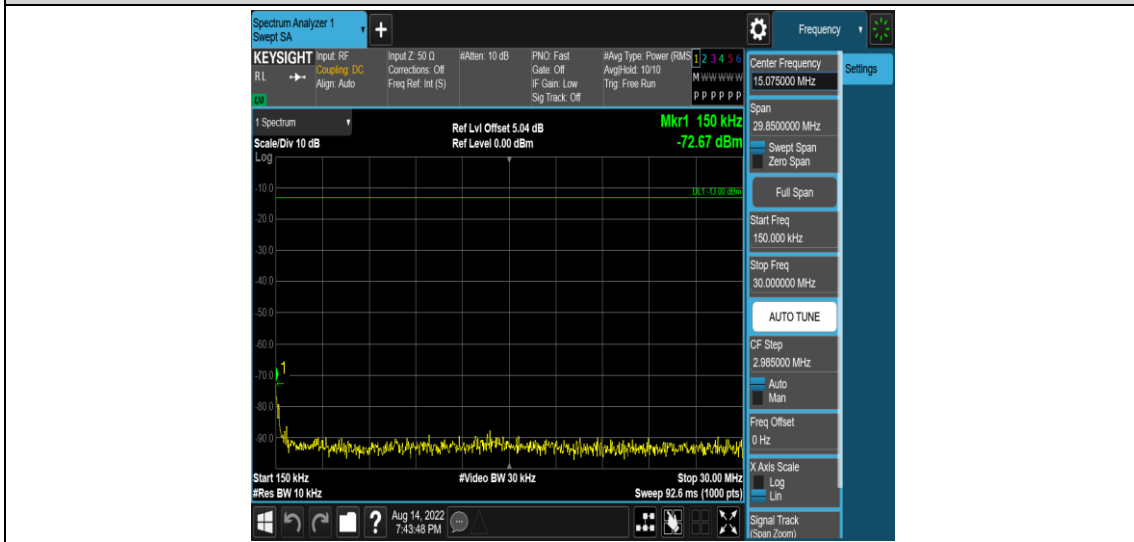 Spectrum Analyzer 1
Swept SA
+
Frequency
KEYSIGHT
RL
LXI
Input: RF
Coupling: DC
Align: Auto
Input Z: 50 Ω
Corrections: Off
Freq Ref: Int (S)
#Atten: 10 dB
PNO: Fast
Gate: Off
IF Gain: Low
Sig Track: Off
#Avg Type: Power (RMS
Avg|Hold: 10/10
Trig: Free Run
1 2 3 4 5 6
M W W W W W
P P P P P P
1 Spectrum
Scale/Div 10 dB
Log
Ref Lvl Offset 5.04 dB
Ref Level 0.00 dBm
Mkr1 150 kHz
-72.67 dBm
DL1 -13.00 dBm
-10.0
-20.0
-30.0
-40.0
-50.0
-60.0
-70.0
-80.0
-90.0
1
Start 150 kHz
#Res BW 10 kHz
#Video BW 30 kHz
Stop 30.00 MHz
Sweep 92.6 ms (1000 pts)
Center Frequency
15.075000 MHz
Settings
Span
29.8500000 MHz
Swept Span
Zero Span
Full Span
Start Freq
150.000 kHz
Stop Freq
30.000000 MHz
AUTO TUNE
CF Step
2.985000 MHz
Auto
Man
Freq Offset
0 Hz
X Axis Scale
Log
Lin
Signal Track
(Span Zoom)
?
Aug 14, 2022
7:43:48 PM